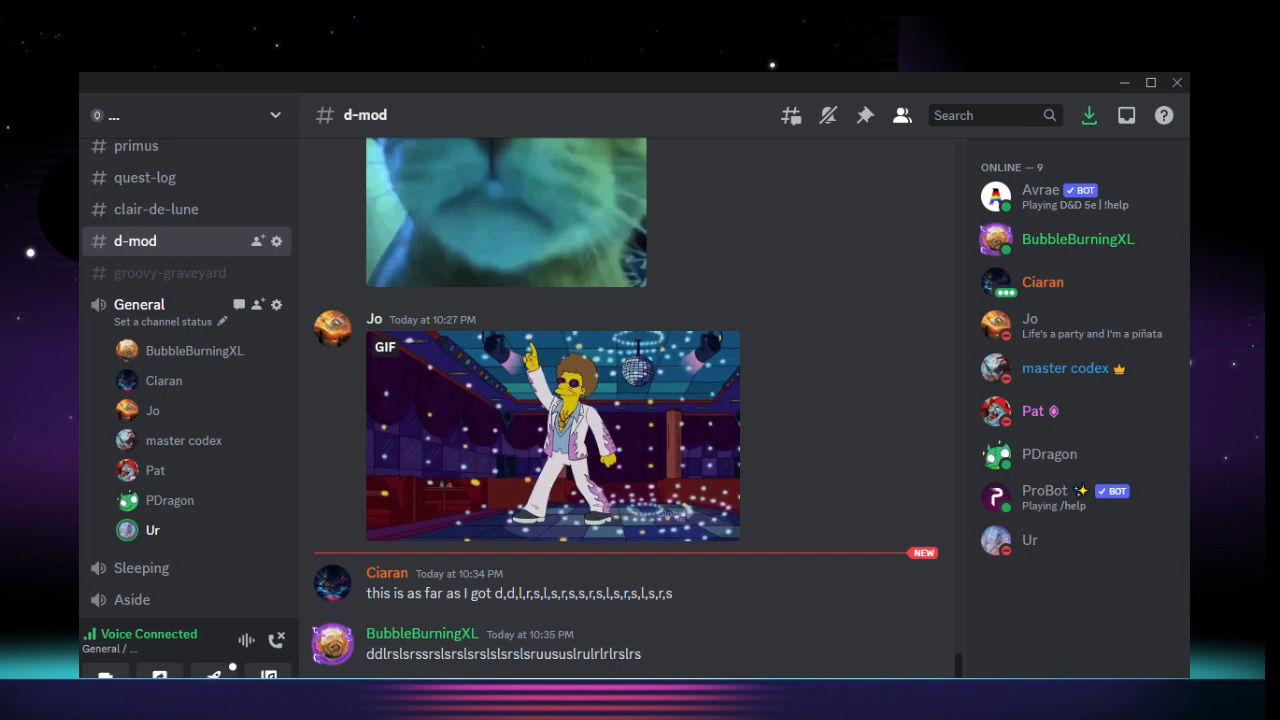 ...
d-mod
Search
primus
quest-log
clair-de-lune
d-mod
groovy-graveyard
General
Set a channel status
BubbleBurningXL
Ciaran
Jo
master codex
Pat
PDragon
Ur
Sleeping
Aside
Voice Connected
General / ...
Jo Today at 10:27 PM
GIF
NEW
Ciaran Today at 10:34 PM
this is as far as I got d,d,l,r,s,l,s,r,s,s,r,s,l,s,r,s,l,s,r,s
BubbleBurningXL Today at 10:35 PM
ddlrslsrssrslsrslsrslslsrslsruususlrulrlrlrslrs
ONLINE — 9
Avrae BOT
Playing D&D 5e | !help
BubbleBurningXL
Ciaran
Jo
Life's a party and I'm a piñata
master codex
Pat
PDragon
ProBot ✨ BOT
Playing /help
Ur